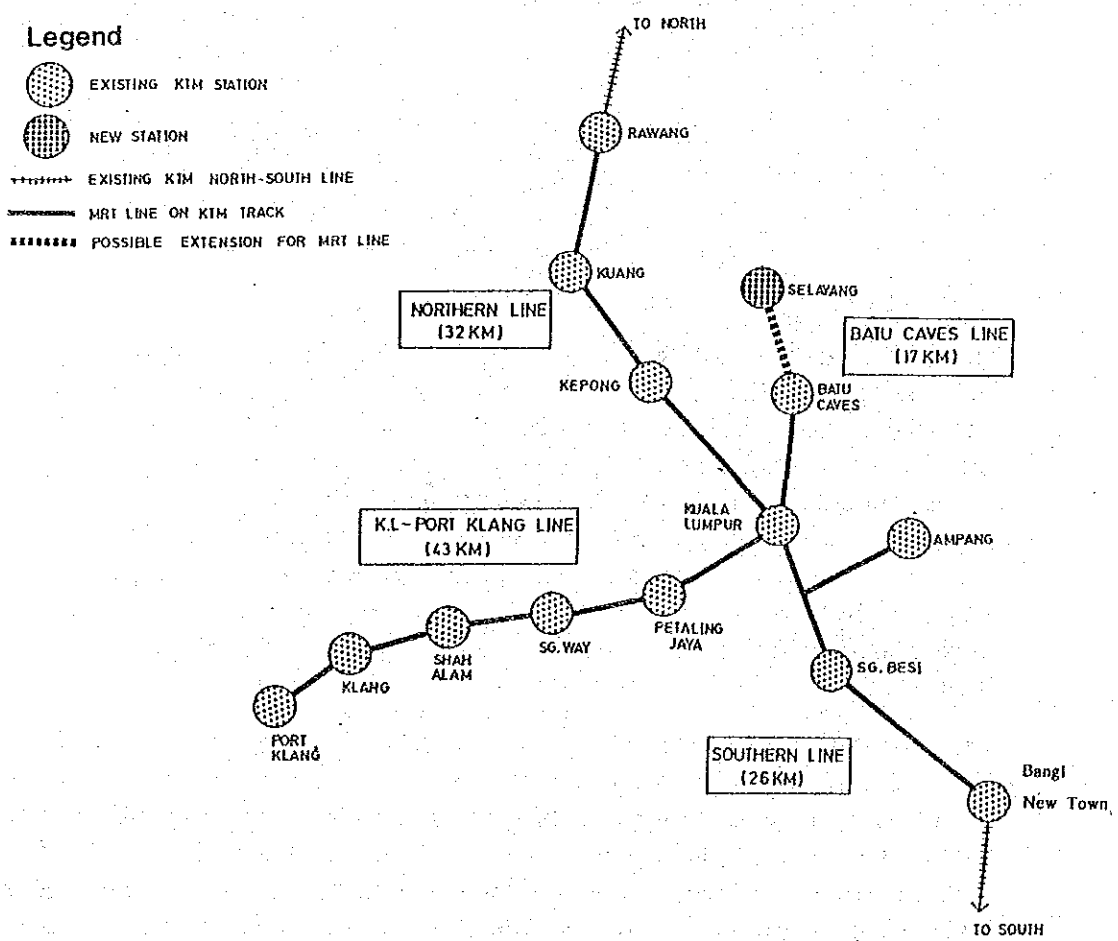 Legend
EXISTING KTM STATION
NEW STATION
EXISTING KTM NORTH-SOUTH LINE
MRT LINE ON KTM TRACK
POSSIBLE EXTENSION FOR MRT LINE
TO NORTH
RAWANG
KUANG
SELAYANG
NORTHERN LINE
(32 KM)
BATU CAVES LINE
(17 KM)
KEPONG
BATU
CAVES
KUALA
LUMPUR
K.L-PORT KLANG LINE
(43 KM)
AMPANG
PETALING
JAYA
SG. WAY
SHAH
ALAM
KLANG
PORT
KLANG
SG. BESI
SOUTHERN LINE
(26 KM)
Bangi
New Town
TO SOUTH